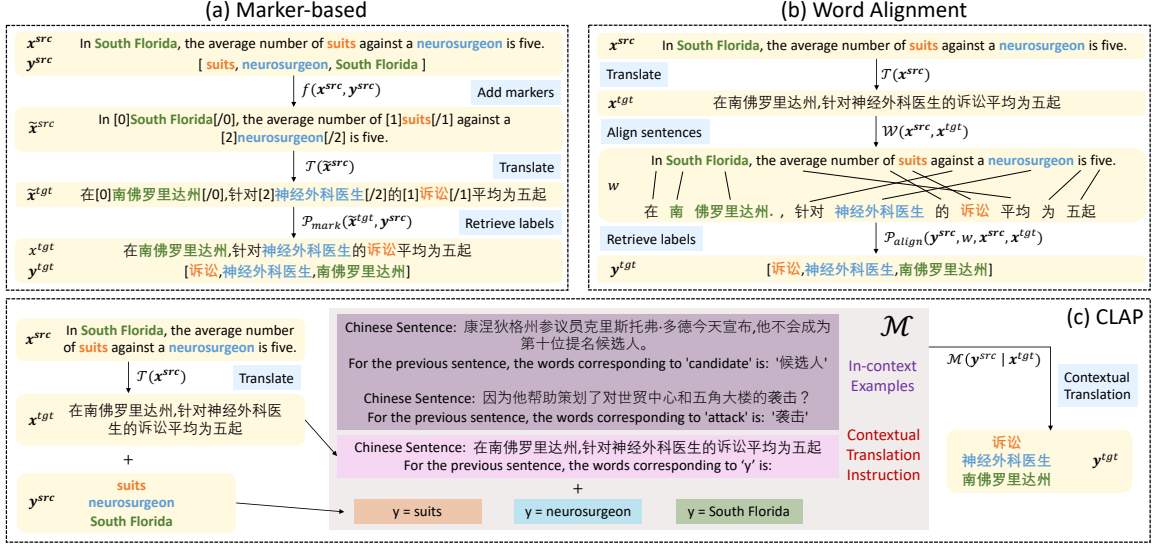 (a) Marker-based
x^src In South Florida, the average number of suits against a neurosurgeon is five.
y^src [ suits, neurosurgeon, South Florida ]
f(x^src, y^src) Add markers
x̃^src In [0]South Florida[/0], the average number of [1]suits[/1] against a
[2]neurosurgeon[/2] is five.
𝒯(x̃^src) Translate
x̃^tgt 在[0]南佛罗里达州[/0],针对[2]神经外科医生[/2]的[1]诉讼[/1]平均为五起
𝒫_mark(x̃^tgt, y^src) Retrieve labels
x^tgt 在南佛罗里达州,针对神经外科医生的诉讼平均为五起
y^tgt [诉讼,神经外科医生,南佛罗里达州]
(b) Word Alignment
x^src In South Florida, the average number of suits against a neurosurgeon is five.
Translate 𝒯(x^src)
x^tgt 在南佛罗里达州,针对神经外科医生的诉讼平均为五起
Align sentences 𝒲(x^src, x^tgt)
In South Florida, the average number of suits against a neurosurgeon is five.
w
在 南 佛罗里达州. , 针对 神经外科医生 的 诉讼 平均 为 五起
Retrieve labels 𝒫_align(y^src, w, x^src, x^tgt)
y^tgt [诉讼,神经外科医生,南佛罗里达州]
(c) CLAP
x^src In South Florida, the average number
of suits against a neurosurgeon is five.
𝒯(x^src) Translate
x^tgt 在南佛罗里达州,针对神经外科医
生的诉讼平均为五起
+
y^src suits
neurosurgeon
South Florida
Chinese Sentence: 康涅狄格州参议员克里斯托弗·多德今天宣布,他不会成为
第十位提名候选人。
For the previous sentence, the words corresponding to 'candidate' is: '候选人'
Chinese Sentence: 因为他帮助策划了对世贸中心和五角大楼的袭击？
For the previous sentence, the words corresponding to 'attack' is: '袭击'
Chinese Sentence: 在南佛罗里达州,针对神经外科医生的诉讼平均为五起
For the previous sentence, the words corresponding to ‘y’ is:
+
y = suits
y = neurosurgeon
y = South Florida
ℳ
In-context
Examples
Contextual
Translation
Instruction
ℳ(y^src | x^tgt)
Contextual
Translation
诉讼
神经外科医生 y^tgt
南佛罗里达州